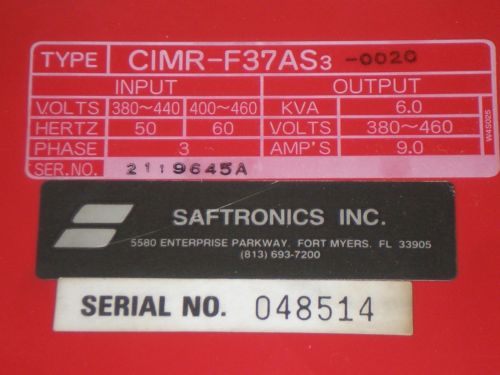 TYPE CIMR-F37AS3 -0020
INPUT OUTPUT
VOLTS 380~440 400~460 KVA 6.0
HERTZ 50 60 VOLTS 380~460
PHASE 3 AMP'S 9.0
SER.NO. 2119645A
W45025
SAFTRONICS INC.
5580 ENTERPRISE PARKWAY. FORT MYERS. FL 33905
(813) 693-7200
SERIAL NO. 048514